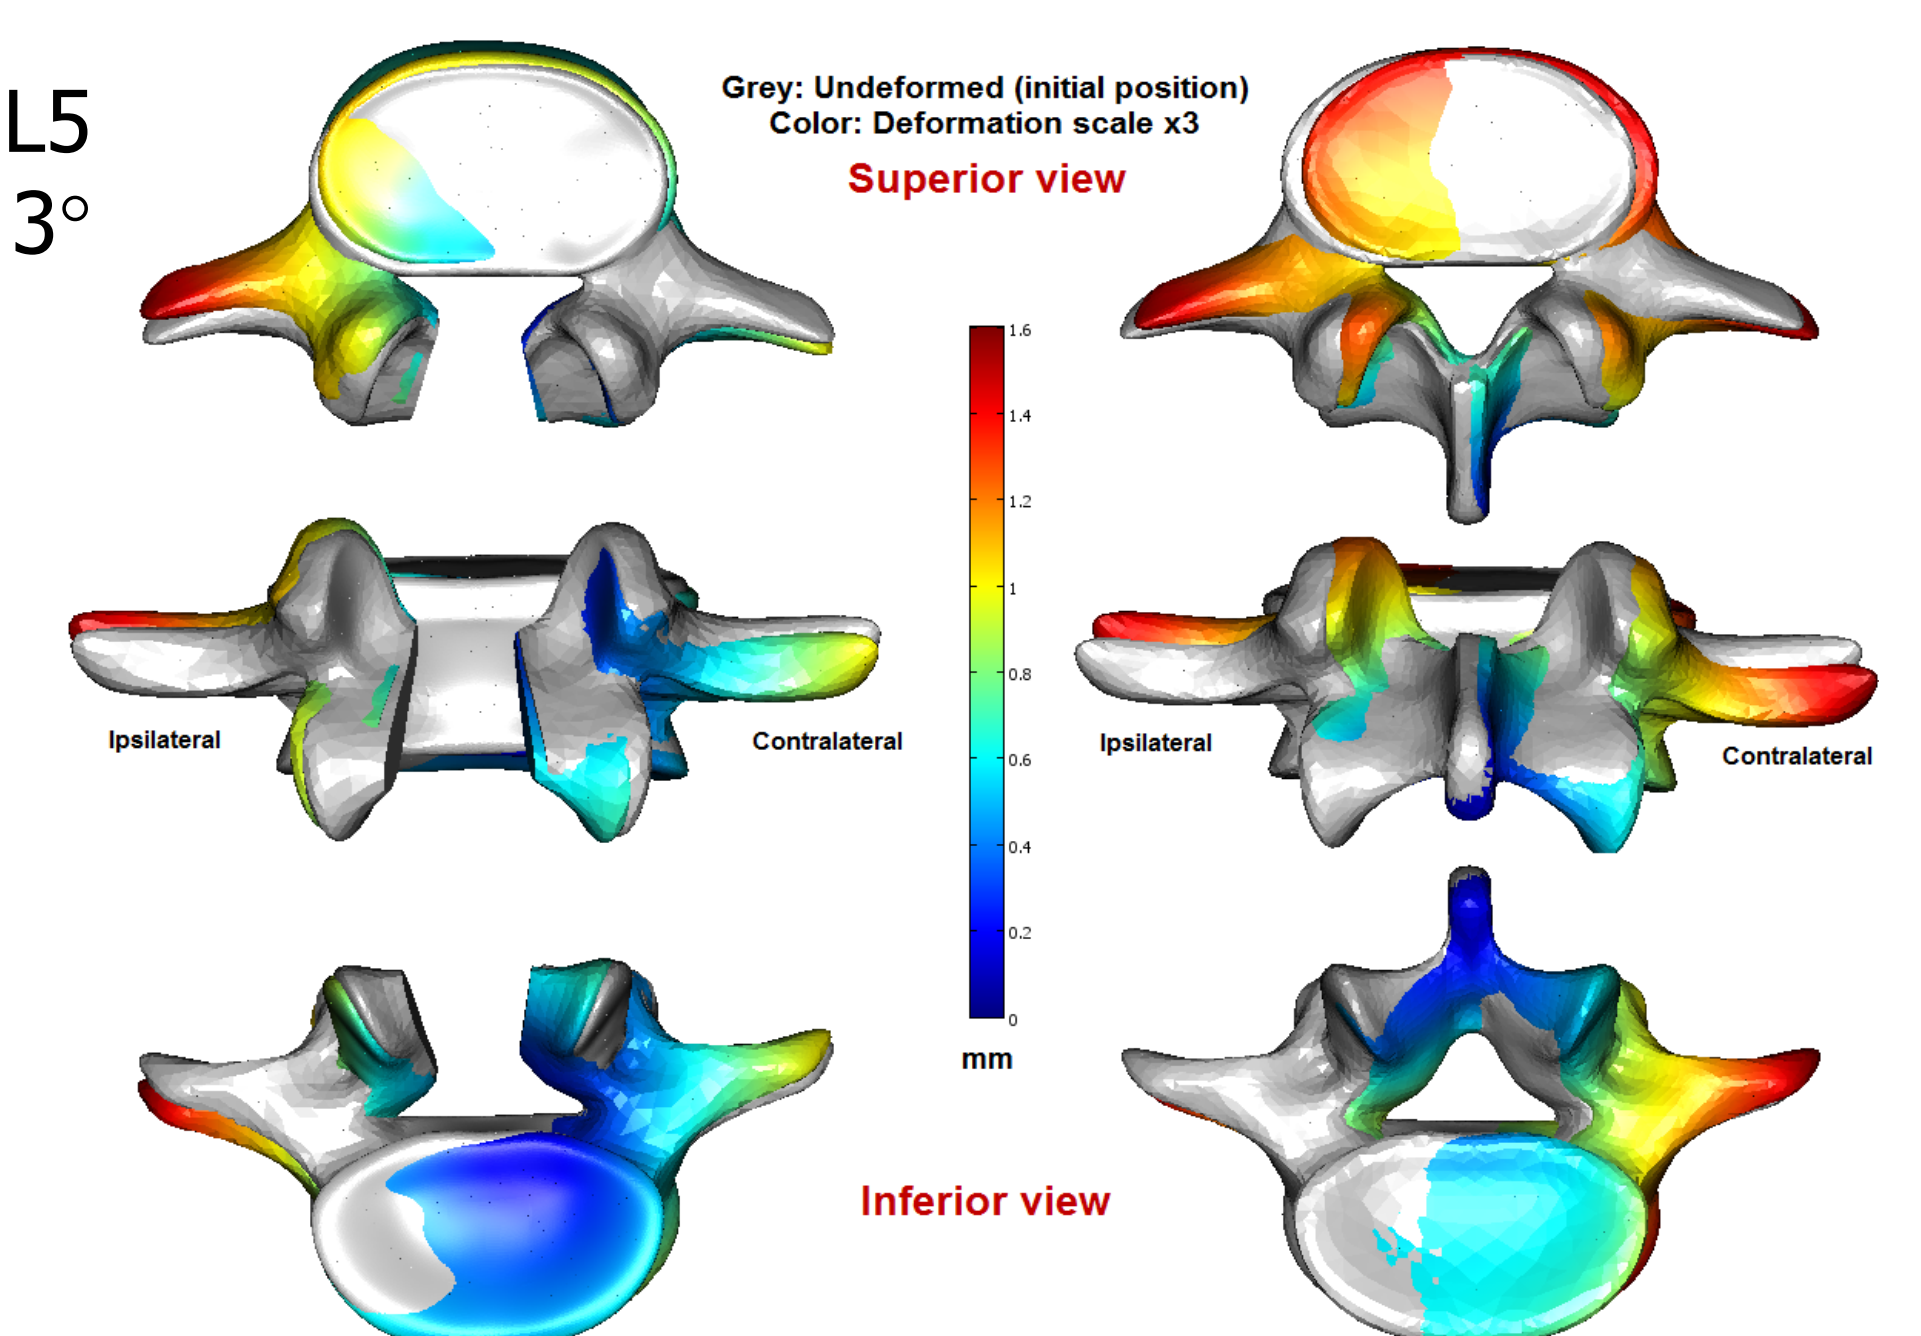 L5
3°
Grey: Undeformed (initial position)
Color: Deformation scale x3
Superior view
1.6
1.4
1.2
1
0.8
0.6
0.4
0.2
0
mm
Ipsilateral
Contralateral
Ipsilateral
Contralateral
Inferior view